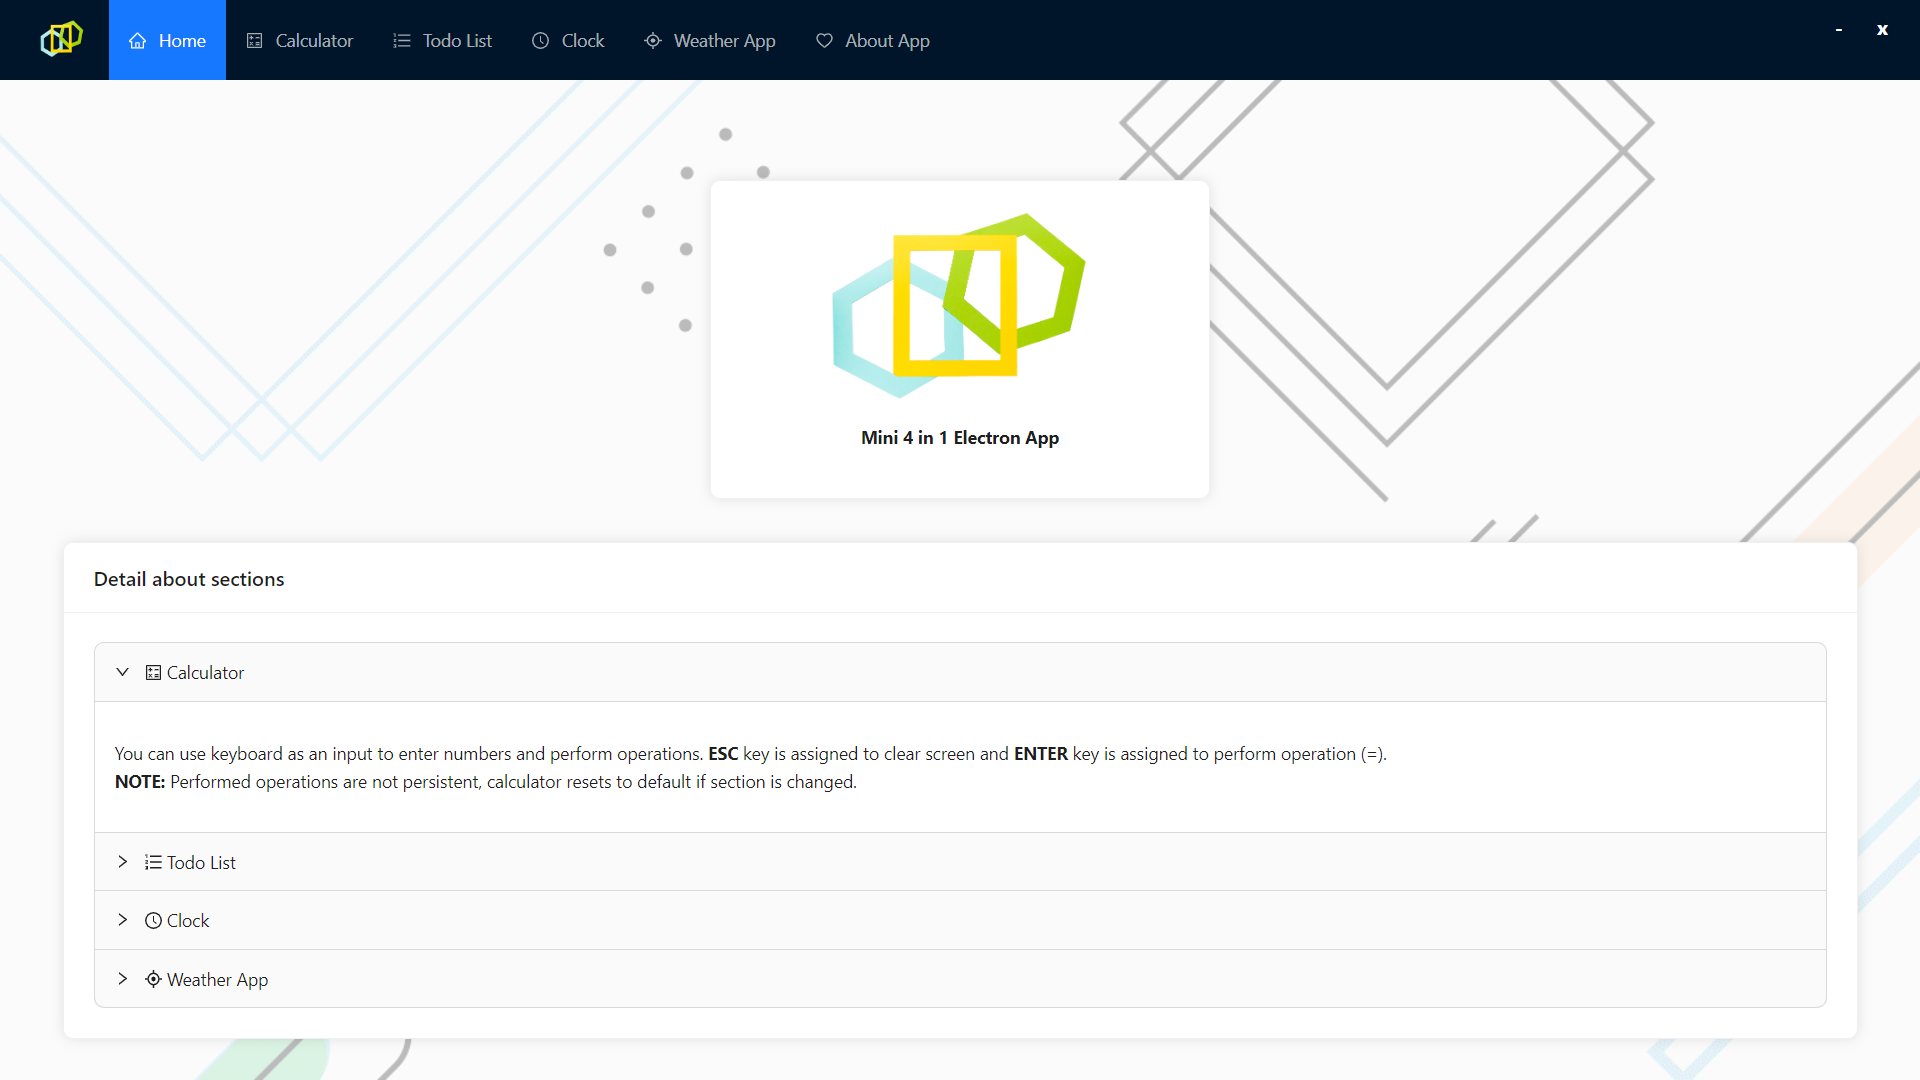 Home Calculator Todo List Clock Weather App About App - x
Mini 4 in 1 Electron App
Detail about sections
Calculator
You can use keyboard as an input to enter numbers and perform operations. ESC key is assigned to clear screen and ENTER key is assigned to perform operation (=).
NOTE: Performed operations are not persistent, calculator resets to default if section is changed.
Todo List
Clock
Weather App